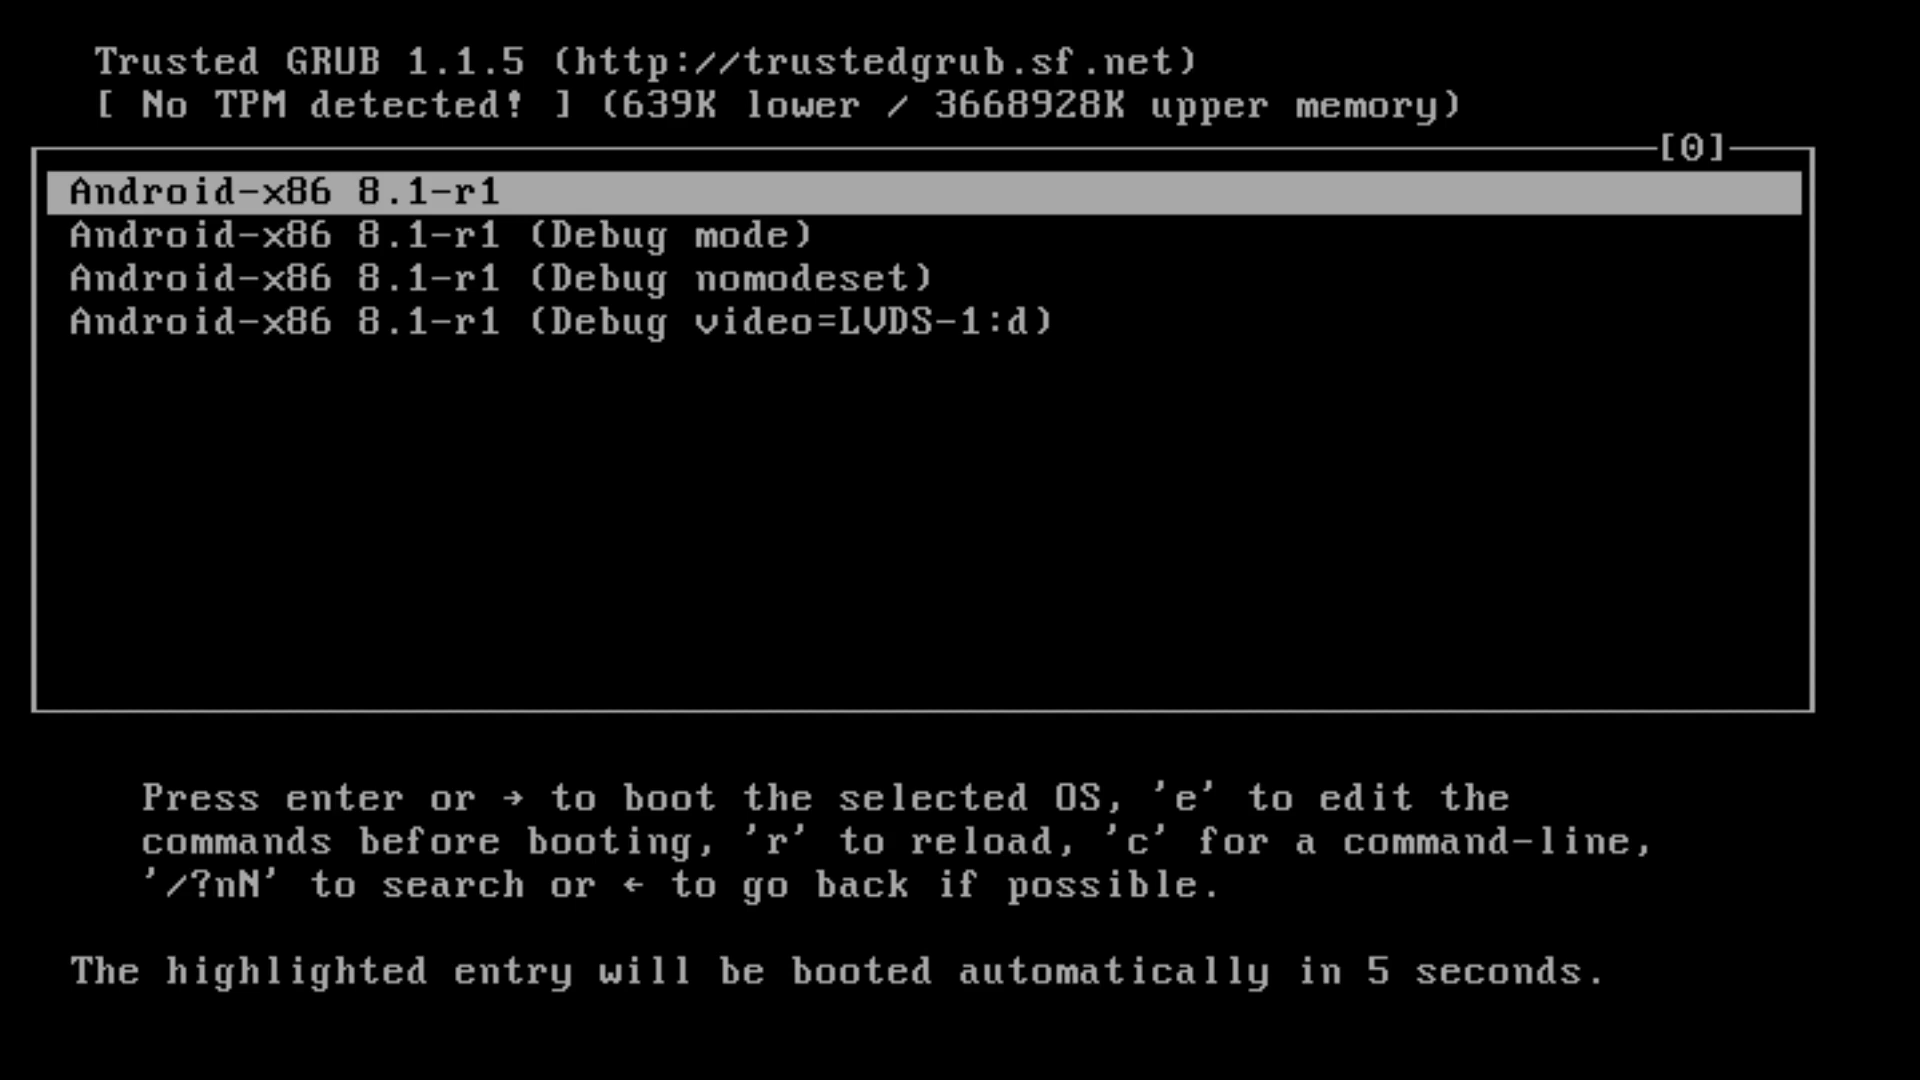 Trusted GRUB 1.1.5 (http://trustedgrub.sf.net)
[ No TPM detected! ] (639K lower / 3668928K upper memory)
[0]
Android-x86 8.1-r1
Android-x86 8.1-r1 (Debug mode)
Android-x86 8.1-r1 (Debug nomodeset)
Android-x86 8.1-r1 (Debug video=LVDS-1:d)
Press enter or → to boot the selected OS, 'e' to edit the
commands before booting, 'r' to reload, 'c' for a command-line,
'/?nN' to search or ← to go back if possible.
The highlighted entry will be booted automatically in 5 seconds.